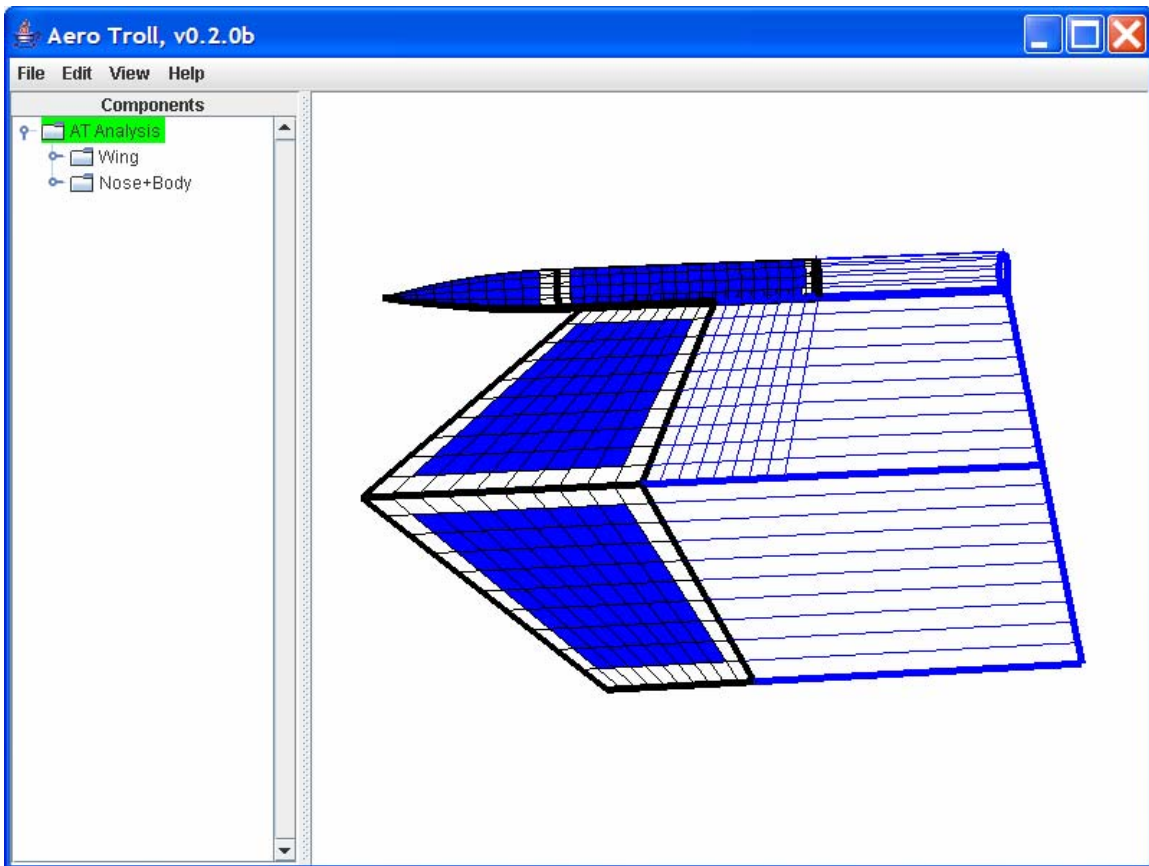 Aero Troll, v0.2.0b
File Edit View Help
Components
AT Analysis
Wing
Nose+Body